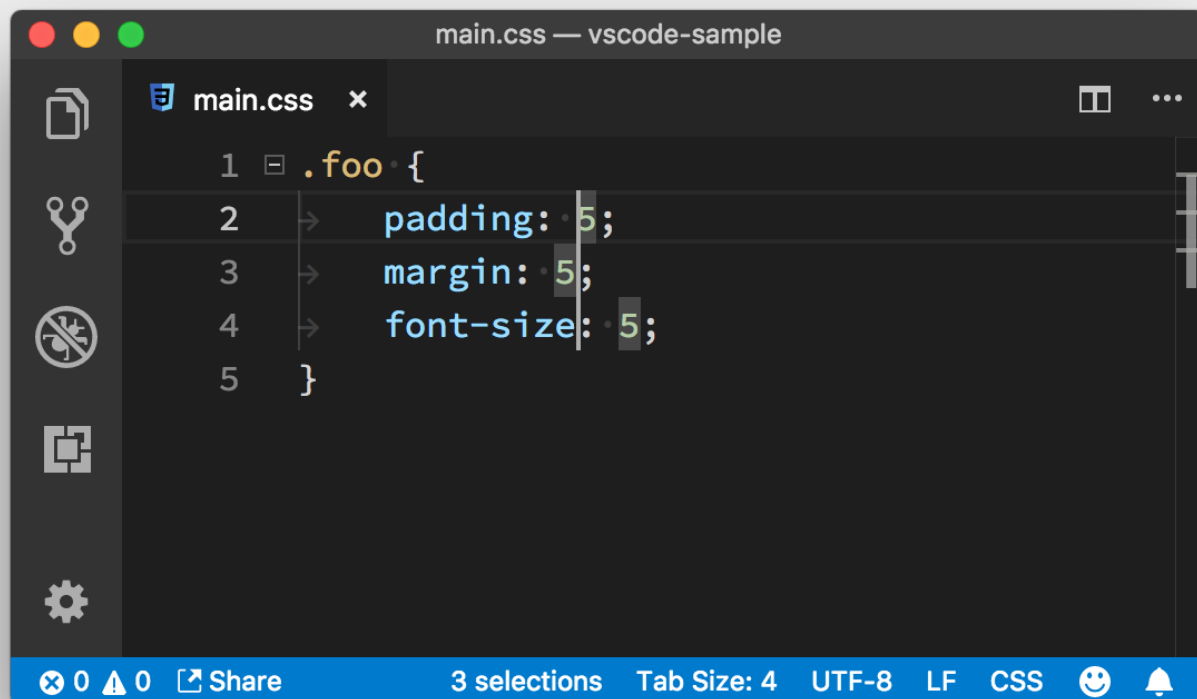 main.css — vscode-sample
main.css
1 .foo {
2 padding: 5;
3 margin: 5;
4 font-size: 5;
5 }
0 0 Share 3 selections Tab Size: 4 UTF-8 LF CSS